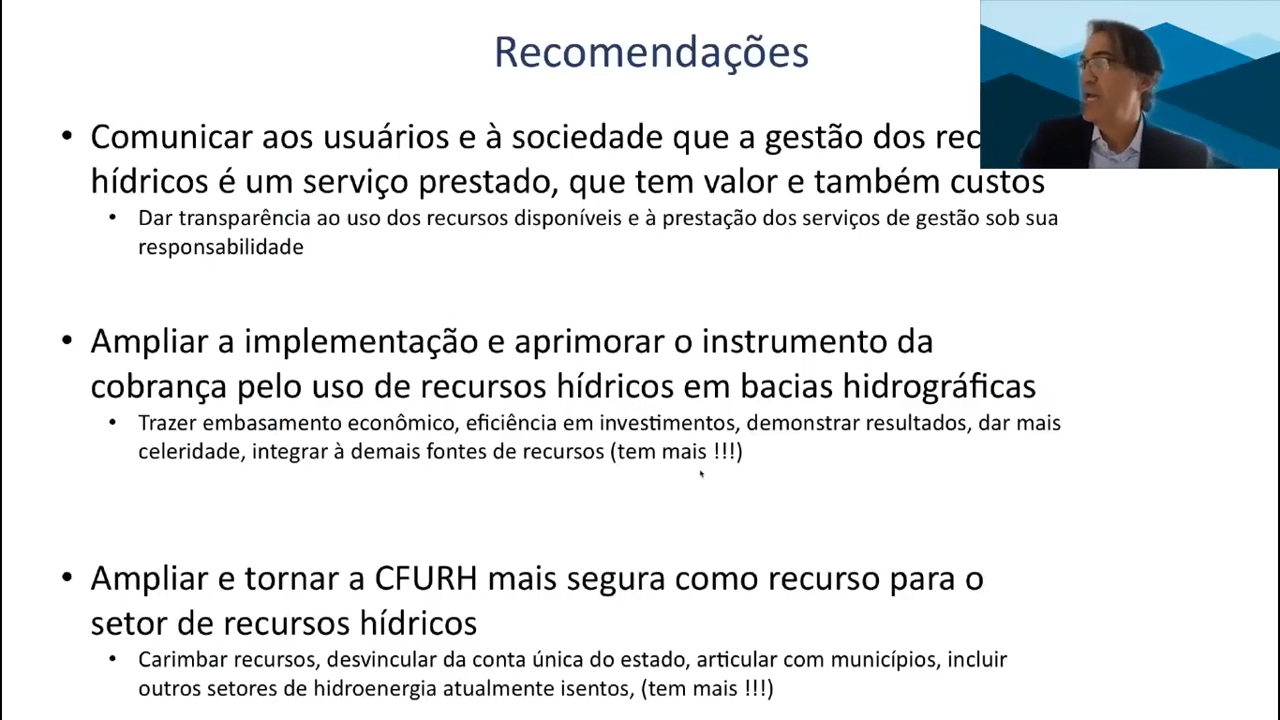 Recomendações
• Comunicar aos usuários e à sociedade que a gestão dos
hídricos é um serviço prestado, que tem valor e também custos
• Dar transparência ao uso dos recursos disponíveis e à prestação dos serviços de gestão sob sua
responsabilidade
• Ampliar a implementação e aprimorar o instrumento da
cobrança pelo uso de recursos hídricos em bacias hidrográficas
• Trazer embasamento econômico, eficiência em investimentos, demonstrar resultados, dar mais
celeridade, integrar à demais fontes de recursos (tem mais !!!)
• Ampliar e tornar a CFURH mais segura como recurso para o
setor de recursos hídricos
• Carimbar recursos, desvincular da conta única do estado, articular com municípios, incluir
outros setores de hidroenergia atualmente isentos, (tem mais !!!)